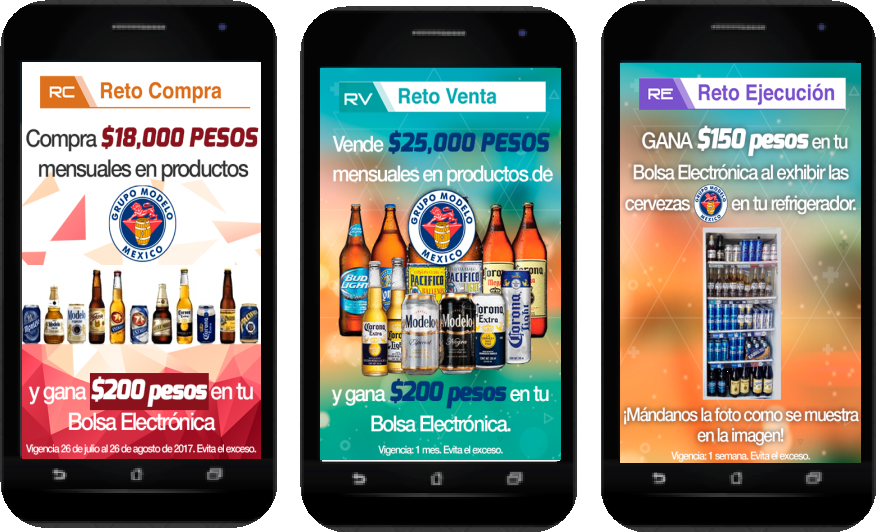 RC Reto Compra
Compra $18,000 PESOS
mensuales en productos
GRUPO MODELO
MEXICO
y gana $200 pesos en tu
Bolsa Electrónica
Vigencia 26 de julio al 26 de agosto de 2017. Evita el exceso.
RV Reto Venta
Vende $25,000 PESOS
mensuales en productos de
GRUPO MODELO
MEXICO
BUD
LIGHT
PACIFICO
PACIFICO
Corona
Corona
Extra
Modelo
Modelo
Corona
Extra
Corona
Light
y gana $200 pesos en tu
Bolsa Electrónica.
Vigencia: 1 mes. Evita el exceso.
RE Reto Ejecución
GANA $150 pesos en tu
Bolsa Electrónica al exhibir las
cervezas GRUPO MODELO MEXICO en tu refrigerador.
¡Mándanos la foto como se muestra
en la imagen!
Vigencia: 1 semana. Evita el exceso.